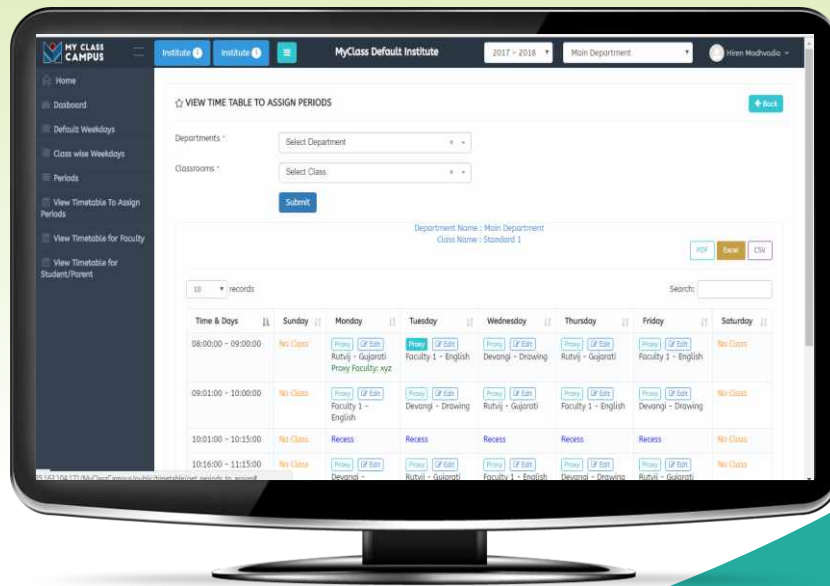 MY CLASS
CAMPUS
Institute
Institute
MyClass Default Institute
2017 - 2018
Main Department
Hiren Modhvadia
Home
Dasboard
Default Weekdays
Class wise Weekdays
Periods
View Timetable To Assign
Periods
View Timetable for Faculty
View Timetable for
Student/Parent
VIEW TIME TABLE TO ASSIGN PERIODS
Back
Departments *
Select Department
Classrooms *
Select Class
Submit
Department Name : Main Department
Class Name : Standard 1
PDF Excel CSV
10 records
Search:
Time & Days Sunday Monday Tuesday Wednesday Thursday Friday Saturday
08:00:00 - 09:00:00 No Class Proxy Edit Proxy Edit Proxy Edit Proxy Edit Proxy Edit No Class
Rutvij - Gujarati Faculty 1 - English Devangi - Drawing Rutvij - Gujarati Faculty 1 - English
Proxy Faculty: xyz
09:01:00 - 10:00:00 No Class Proxy Edit Proxy Edit Proxy Edit Proxy Edit Proxy Edit No Class
Faculty 1 - Devangi - Drawing Rutvij - Gujarati Faculty 1 - English Devangi - Drawing
English
10:01:00 - 10:15:00 No Class Recess Recess Recess Recess Recess No Class
10:16:00 - 11:15:00 No Class Proxy Edit Proxy Edit Proxy Edit Proxy Edit Proxy Edit No Class
Devangi - Rutvij - Gujarati Faculty 1 - English Devangi - Drawing Rutvij - Gujarati